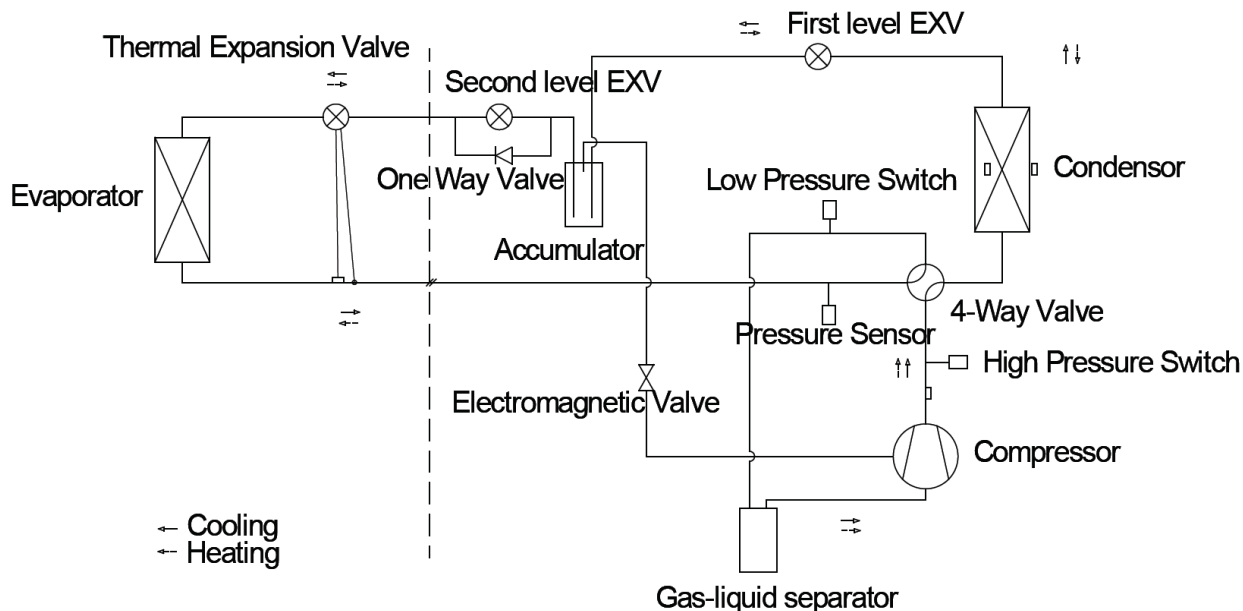 First level EXV
Thermal Expansion Valve
Second level EXV
One Way Valve
Low Pressure Switch
Condensor
Evaporator
Accumulator
4-Way Valve
Pressure Sensor
High Pressure Switch
Electromagnetic Valve
Compressor
Cooling
Heating
Gas-liquid separator